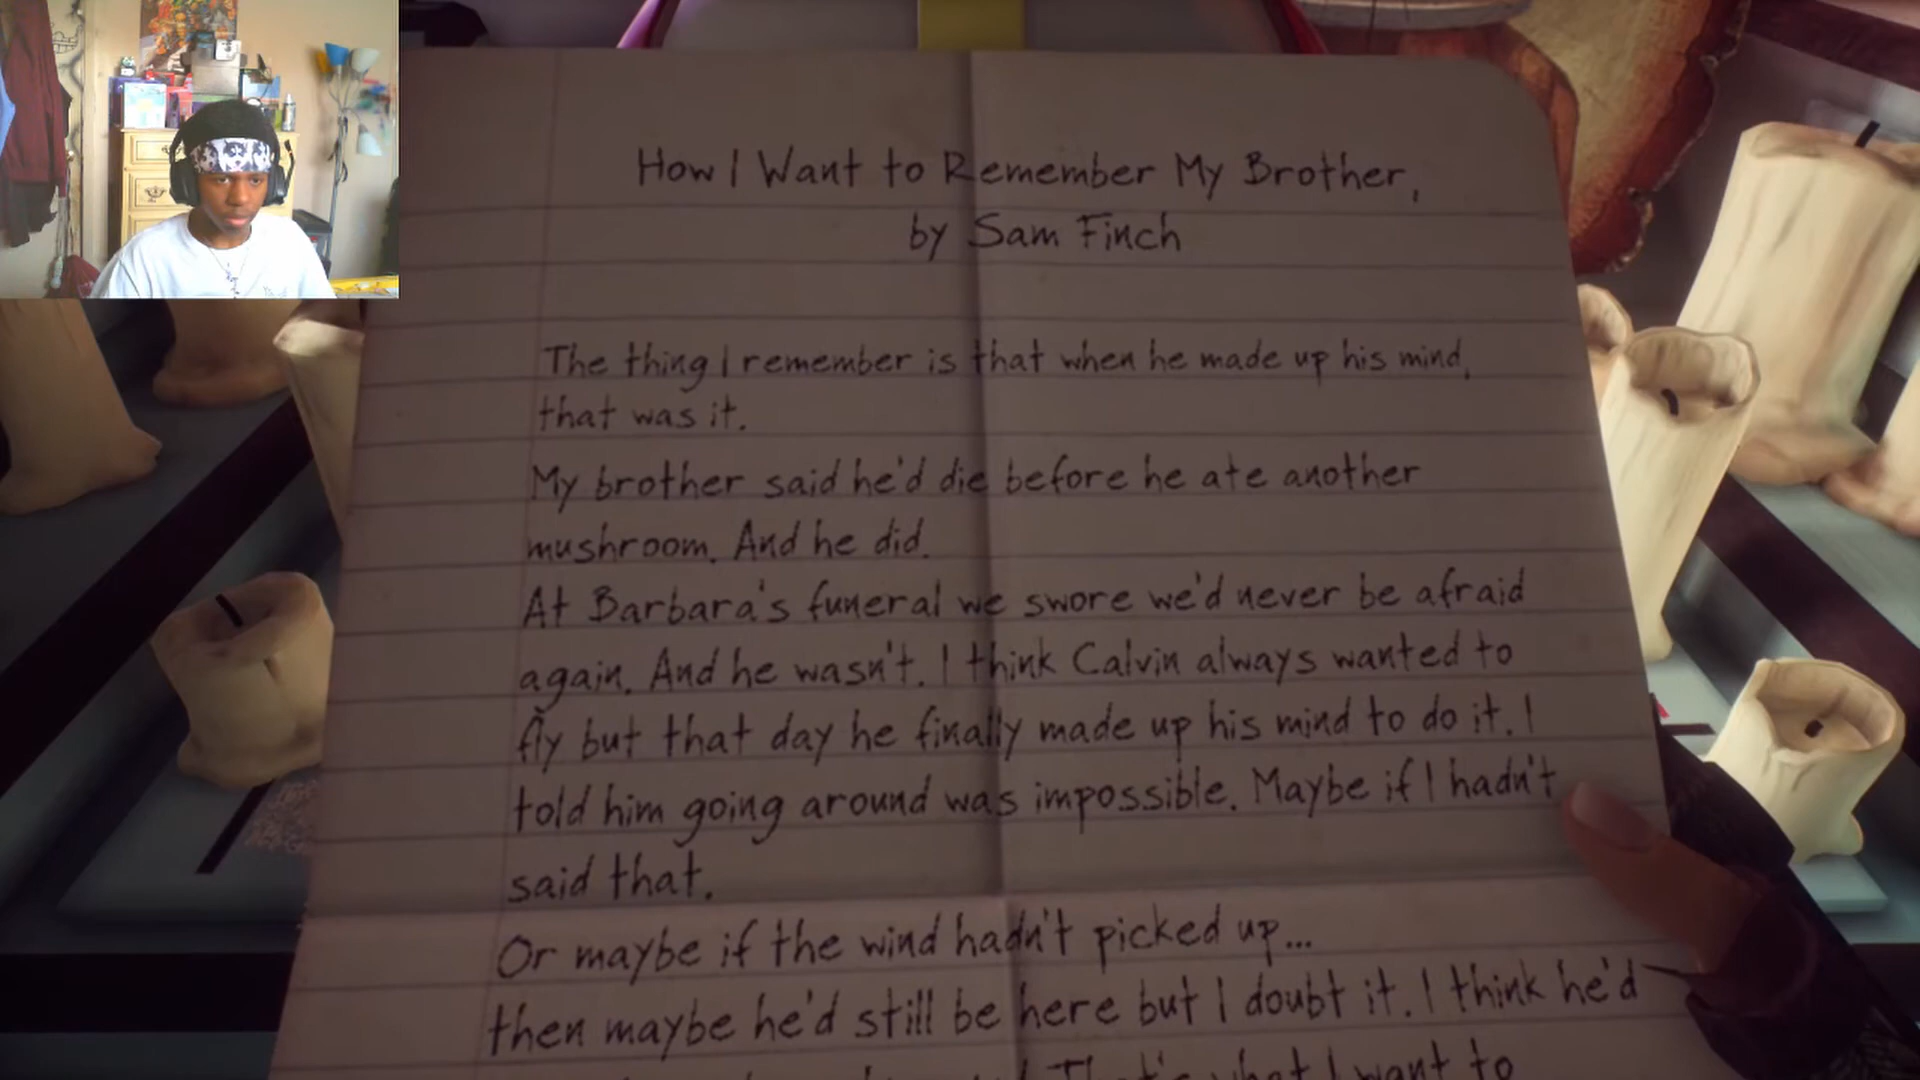 How I Want to Remember My Brother,
by Sam Finch
The thing I remember is that when he made up his mind,
that was it.
My brother said he'd die before he ate another
mushroom. And he did.
At Barbara's funeral we swore we'd never be afraid
again. And he wasn't. I think Calvin always wanted to
fly but that day he finally made up his mind to do it. I
told him going around was impossible. Maybe if I hadn't
said that.
Or maybe if the wind hadn't picked up...
then maybe he'd still be here but I doubt it. I think he'd
That's what I want to